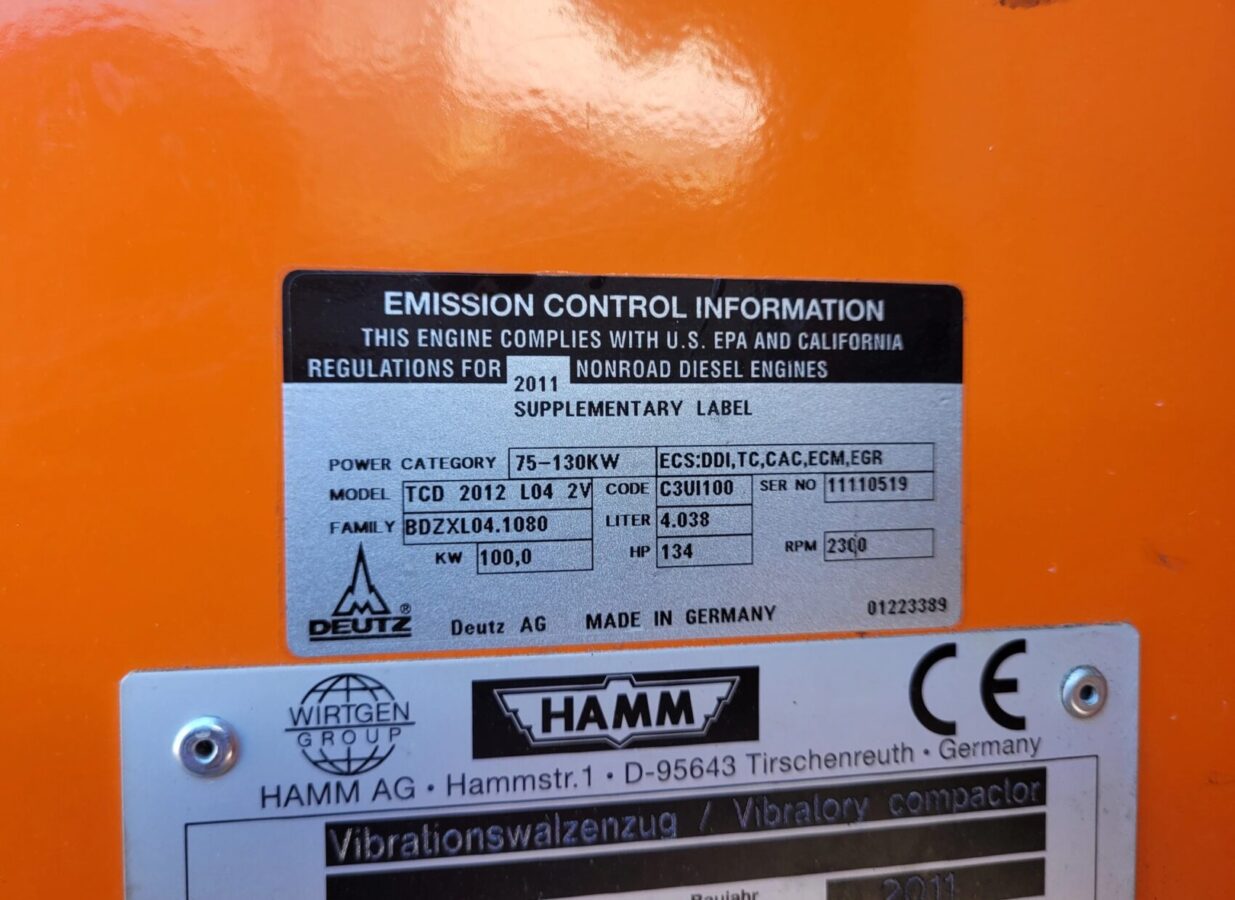 EMISSION CONTROL INFORMATION
THIS ENGINE COMPLIES WITH U.S. EPA AND CALIFORNIA
REGULATIONS FOR 2011 NONROAD DIESEL ENGINES
SUPPLEMENTARY LABEL
POWER CATEGORY 75-130KW ECS:DDI,TC,CAC,ECM,EGR
MODEL TCD 2012 L04 2V CODE C3UI100 SER NO 11110519
FAMILY BDZXL04.1080 LITER 4.038
KW 100,0 HP 134 RPM 2300
DEUTZ ® Deutz AG MADE IN GERMANY 01223389
WIRTGEN GROUP HAMM CE
HAMM AG · Hammstr.1 · D-95643 Tirschenreuth · Germany
Vibrationswalzenzug / Vibratory compactor
Baujahr 2011